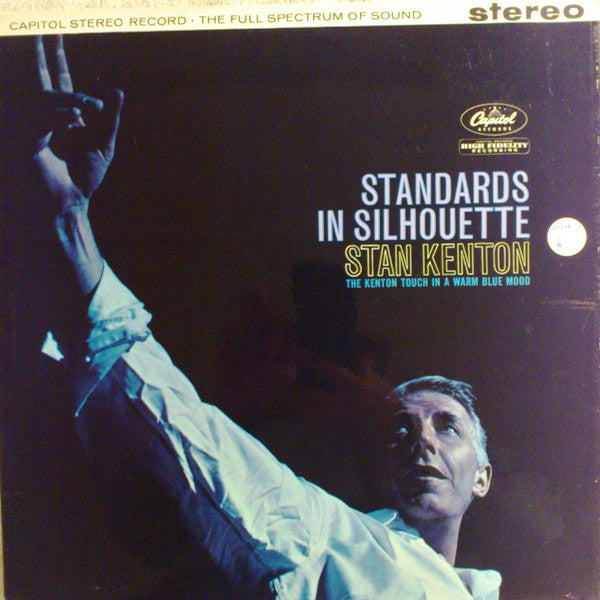 CAPITOL STEREO RECORD · THE FULL SPECTRUM OF SOUND
stereo
Capitol
RECORDS
HIGH FIDELITY
RECORDING
STANDARDS
IN SILHOUETTE
STAN KENTON
THE KENTON TOUCH IN A WARM BLUE MOOD